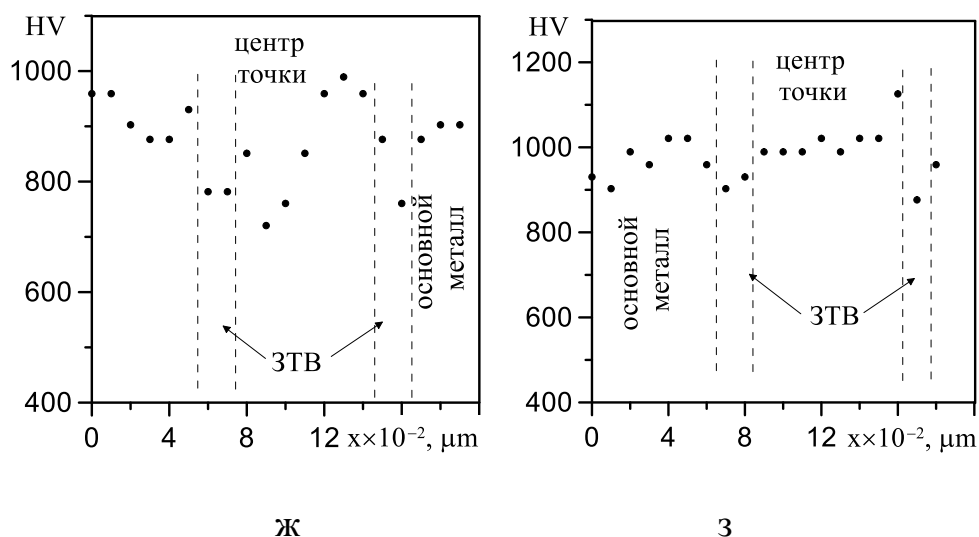 HV
центр
точки
1000
800
600
400
основной
металл
ЗТВ
0
4
8
12
x×10⁻², μm
ж
HV
центр
точки
1200
1000
800
600
400
основной
металл
ЗТВ
0
4
8
12
x×10⁻², μm
з